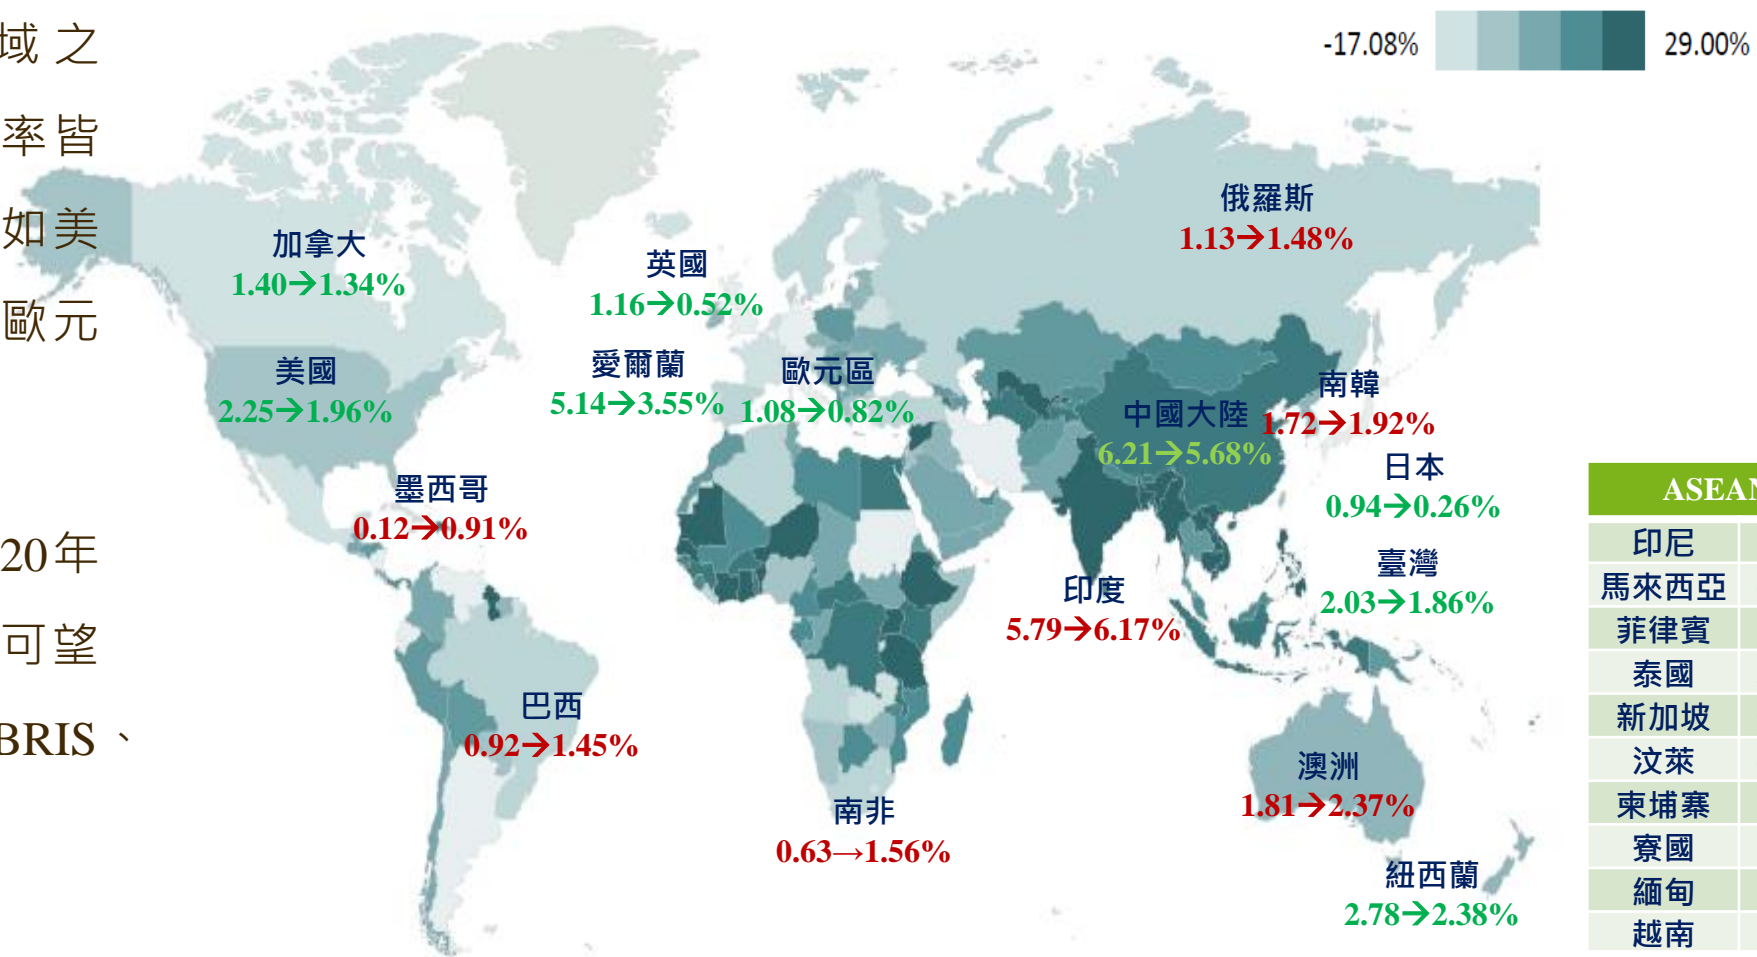 域之
率皆
如美
歐元
20年
可望
BRIS、
-17.08%
29.00%
加拿大
1.40→1.34%
美國
2.25→1.96%
墨西哥
0.12→0.91%
巴西
0.92→1.45%
英國
1.16→0.52%
愛爾蘭
5.14→3.55%
歐元區
1.08→0.82%
南非
0.63→1.56%
俄羅斯
1.13→1.48%
中國大陸
6.21→5.68%
南韓
1.72→1.92%
日本
0.94→0.26%
臺灣
2.03→1.86%
印度
5.79→6.17%
澳洲
1.81→2.37%
紐西蘭
2.78→2.38%
ASEAN
印尼
馬來西亞
菲律賓
泰國
新加坡
汶萊
柬埔寨
寮國
緬甸
越南